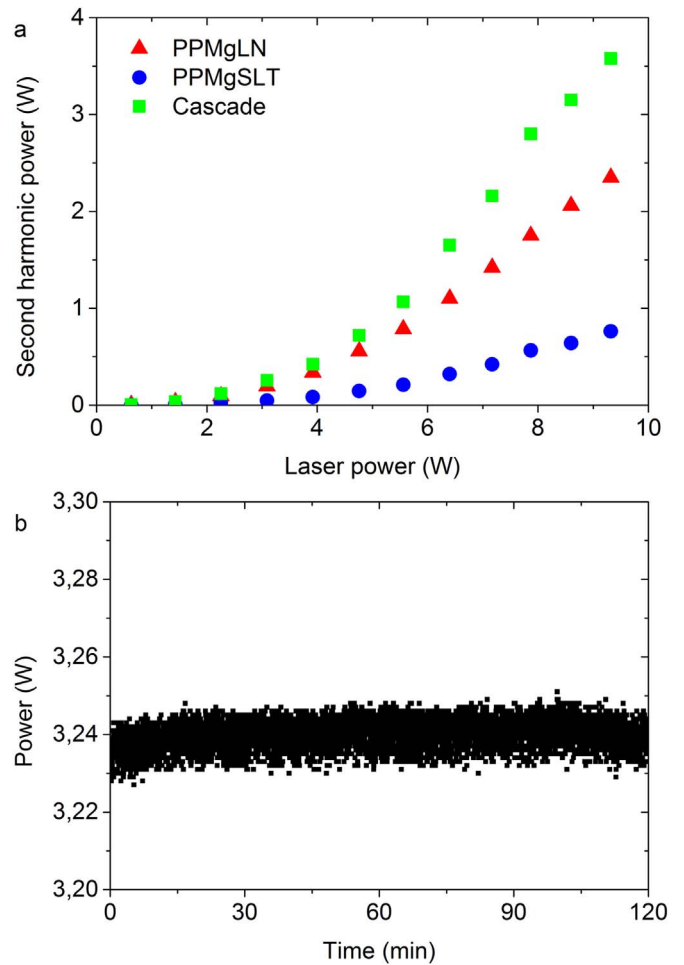 a
Second harmonic power (W)
4
3
2
1
0
PPMgLN
PPMgSLT
Cascade
0 2 4 6 8 10
Laser power (W)
b
Power (W)
3,30
3,28
3,26
3,24
3,22
3,20
0 30 60 90 120
Time (min)